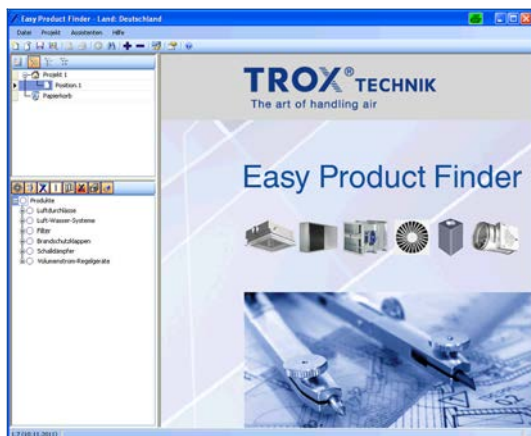 Easy Product Finder - Land: Deutschland
Datei Projekt Assistenten Hilfe
Projekt 1
Position.1
Papierkorb
TROX® TECHNIK
The art of handling air
Easy Product Finder
Produkte
Luftdurchlässe
Luft-Wasser-Systeme
Filter
Brandschutzklappen
Schalldämpfer
Volumenstrom-Regelgeräte